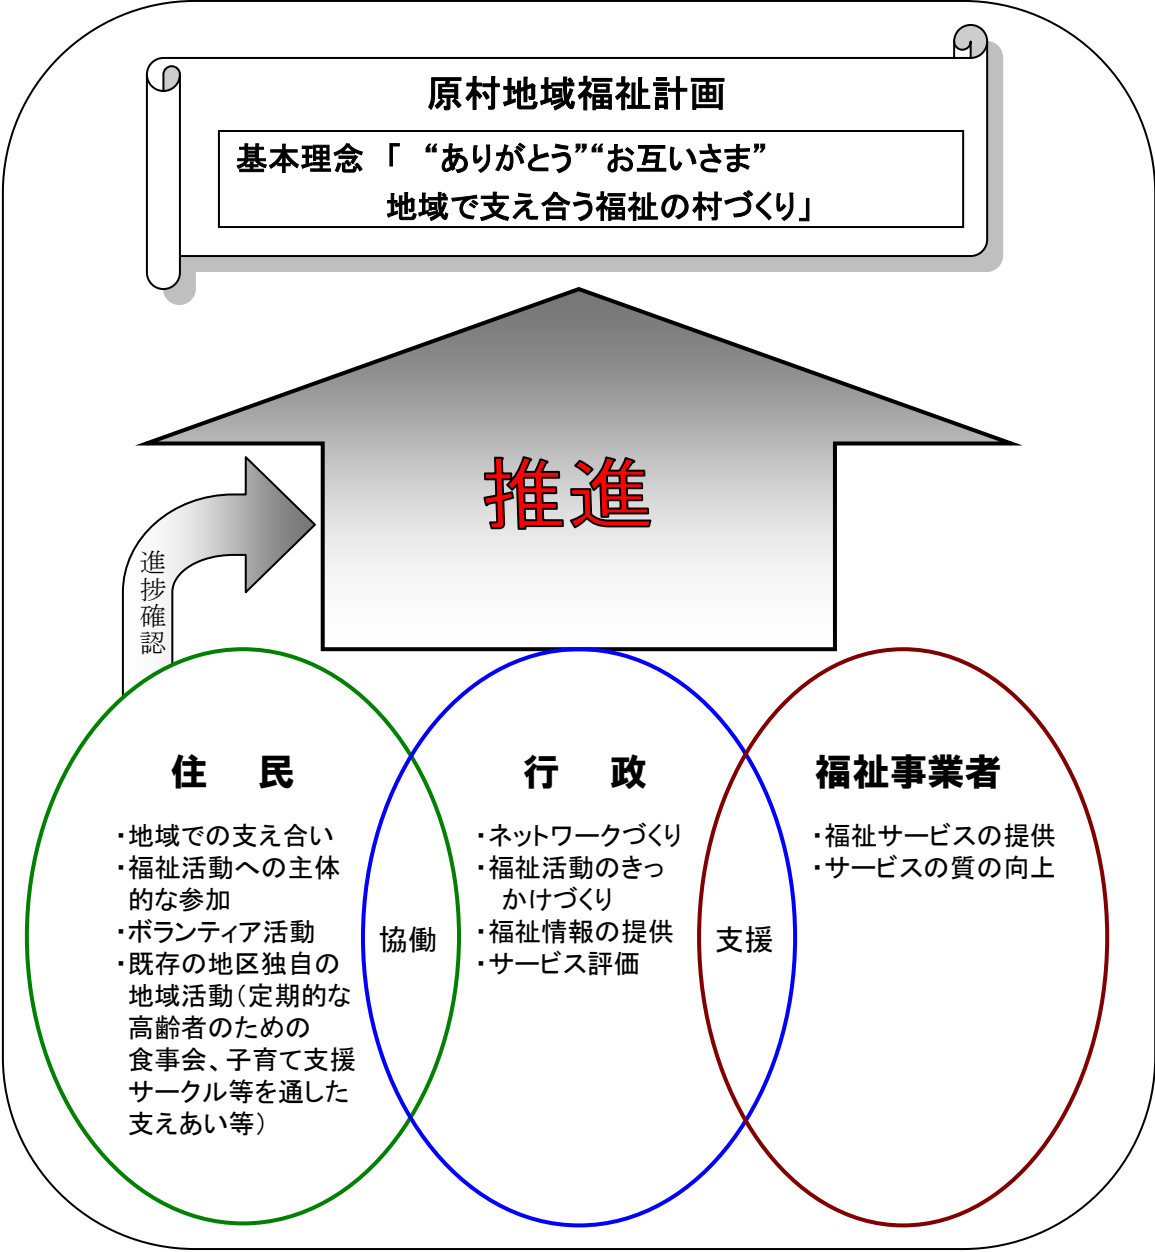 原村地域福祉計画
基本理念 「 “ありがとう”“お互いさま”
地域で支え合う福祉の村づくり」
推進
進捗確認
住 民
・地域での支え合い
・福祉活動への主体
的な参加
・ボランティア活動
・既存の地区独自の
地域活動（定期的な
高齢者のための
食事会、子育て支援
サークル等を通した
支えあい等）
協働
行 政
・ネットワークづくり
・福祉活動のきっ
かけづくり
・福祉情報の提供
・サービス評価
支援
福祉事業者
・福祉サービスの提供
・サービスの質の向上